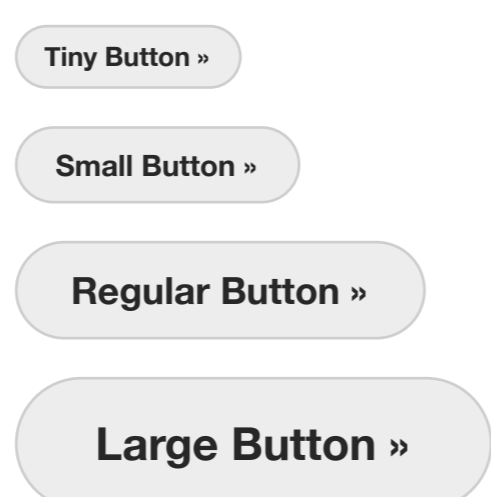 Tiny Button »
Small Button »
Regular Button »
Large Button »